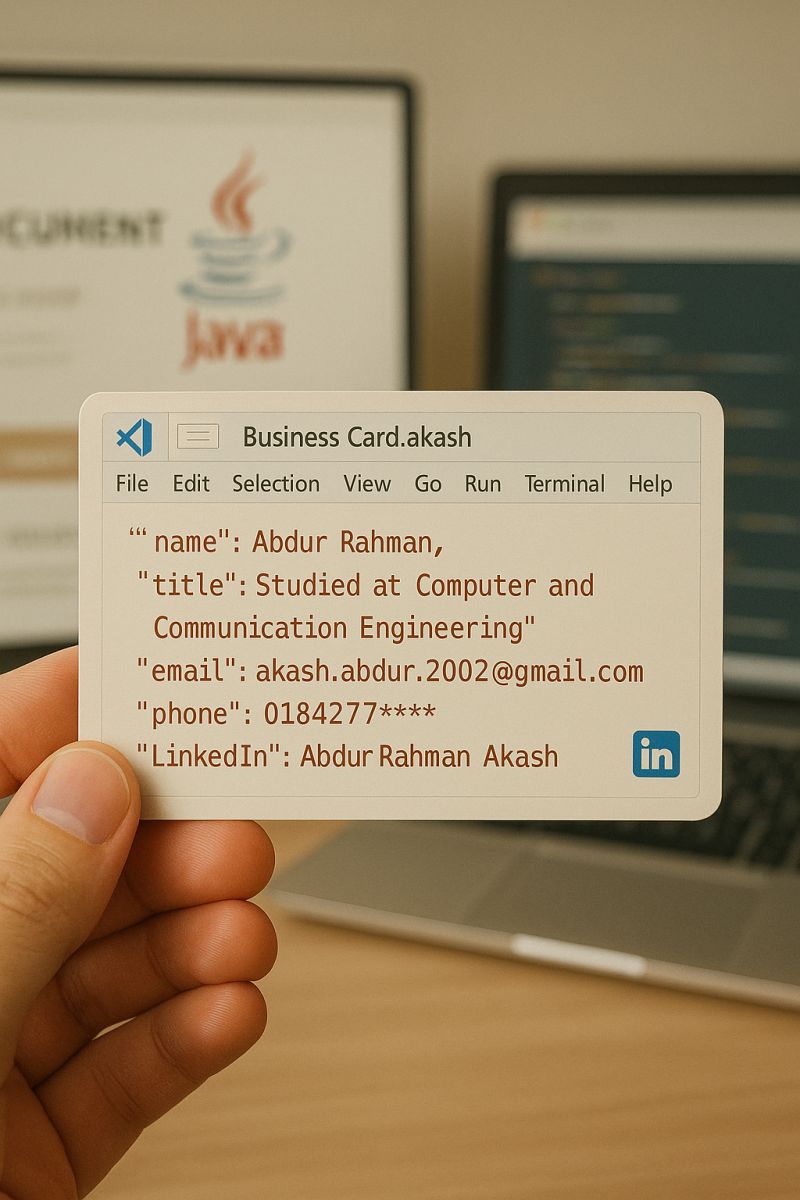 CUMENT
Java
Business Card.akash
File Edit Selection View Go Run Terminal Help
“‘ name": Abdur Rahman,
"title": Studied at Computer and
Communication Engineering"
"email": akash.abdur.2002@gmail.com
"phone": 0184277****
"LinkedIn": Abdur Rahman Akash
in